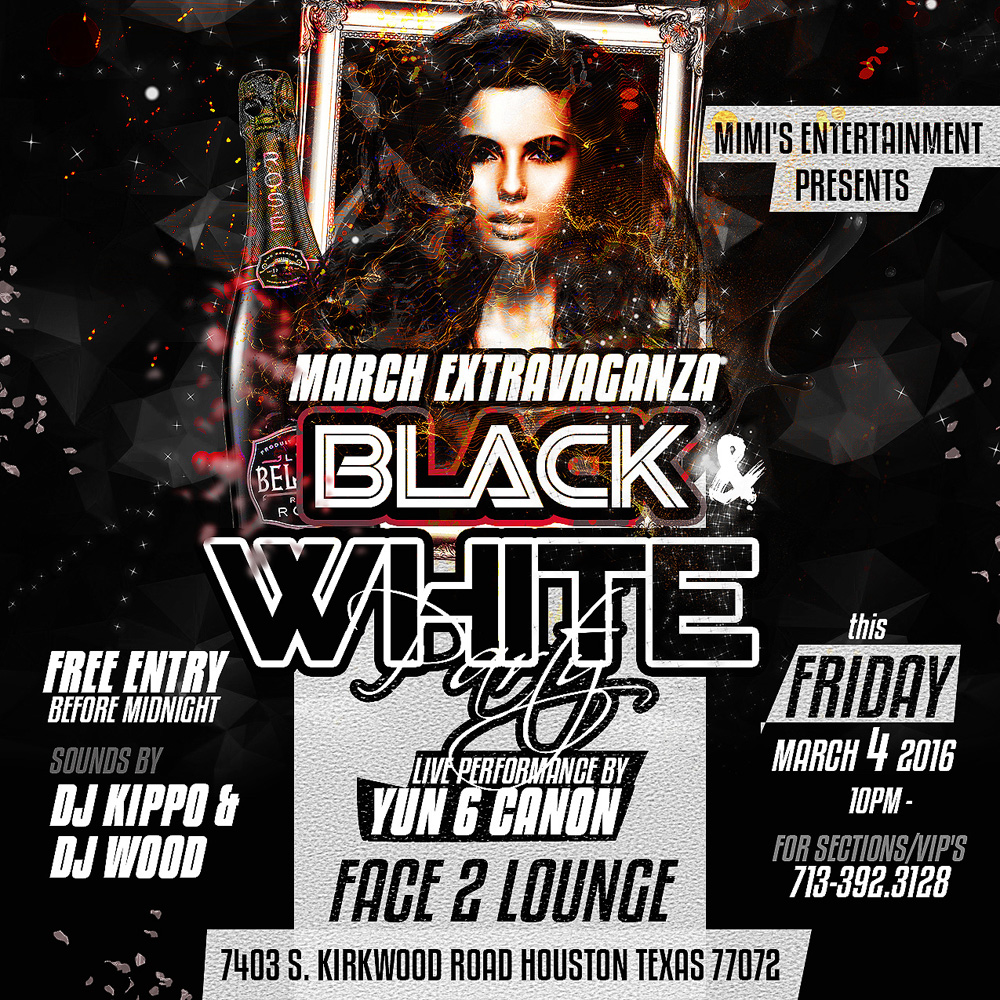 MIMI'S ENTERTAINMENT
PRESENTS
ROSE
MARCH EXTRAVAGANZA
BLACK &
WHITE
Party
FREE ENTRY
BEFORE MIDNIGHT
SOUNDS BY
DJ KIPPO &
DJ WOOD
LIVE PERFORMANCE BY
YUN 6 CANON
FACE 2 LOUNGE
7403 S. KIRKWOOD ROAD HOUSTON TEXAS 77072
this
FRIDAY
MARCH 4 2016
10PM -
FOR SECTIONS/VIP'S
713-392.3128